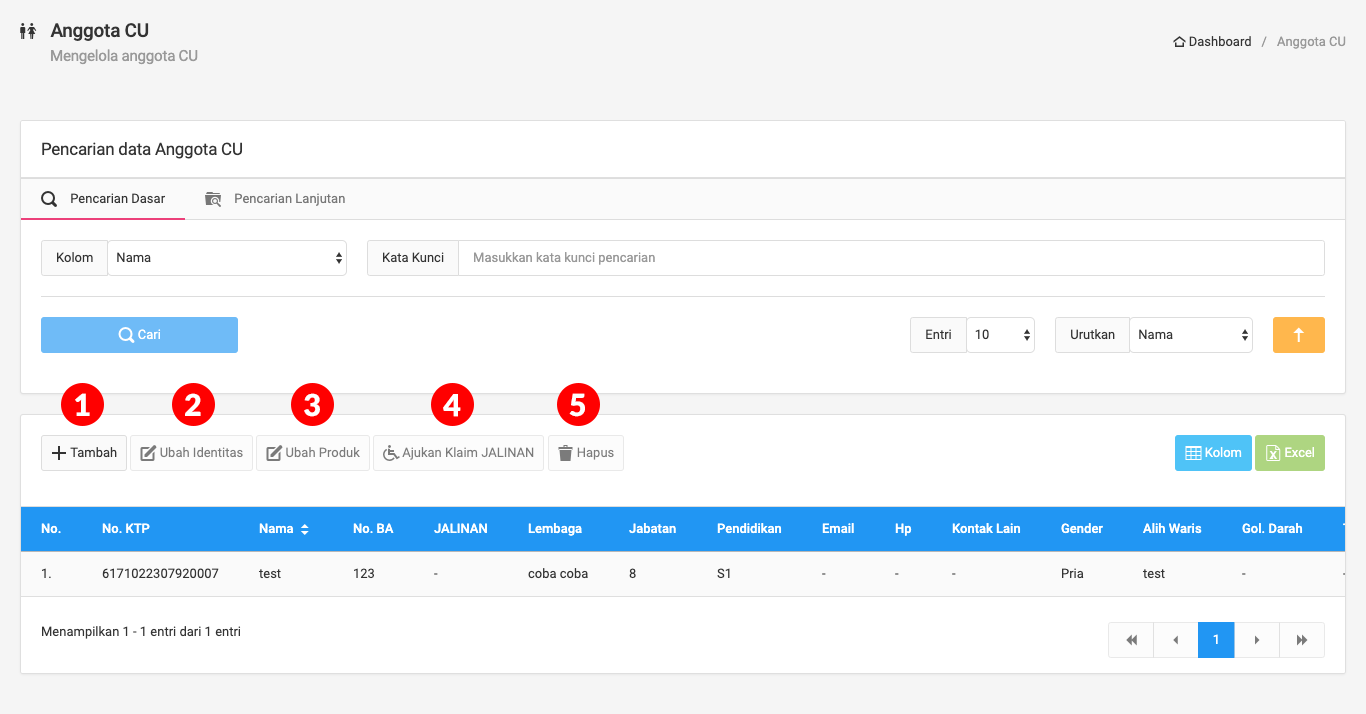 Anggota CU
Mengelola anggota CU
Dashboard / Anggota CU
Pencarian data Anggota CU
Pencarian Dasar Pencarian Lanjutan
Kolom Nama Kata Kunci Masukkan kata kunci pencarian
Cari Entri 10 Urutkan Nama
1 2 3 4 5
Tambah Ubah Identitas Ubah Produk Ajukan Klaim JALINAN Hapus Kolom Excel
No. No. KTP Nama No. BA JALINAN Lembaga Jabatan Pendidikan Email Hp Kontak Lain Gender Alih Waris Gol. Darah
1. 6171022307920007 test 123 - coba coba 8 S1 - - - Pria test - -
Menampilkan 1 - 1 entri dari 1 entri
1